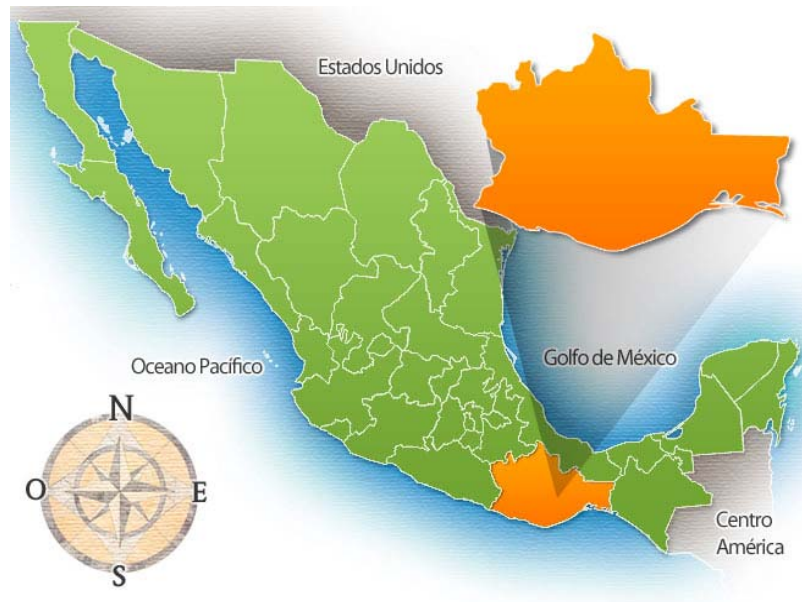 Estados Unidos
Golfo de México
Oceano Pacífico
N
O
E
S
Centro
América